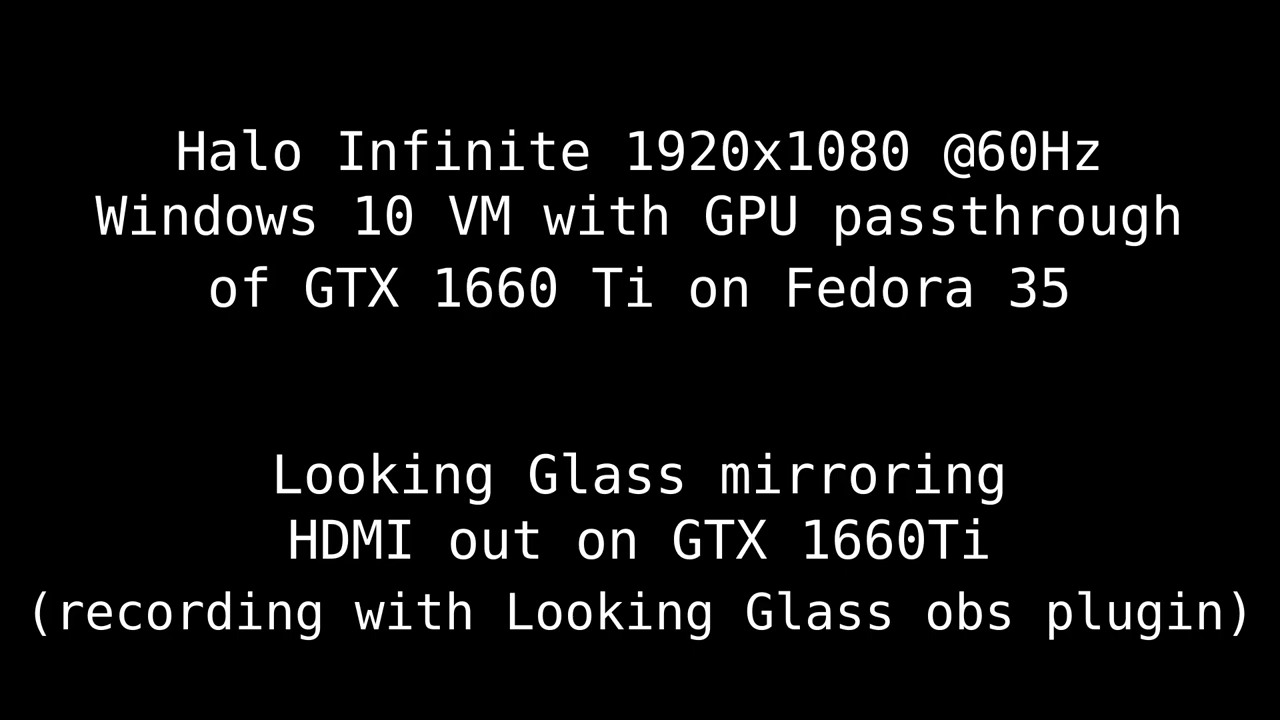 Halo Infinite 1920x1080 @60Hz
Windows 10 VM with GPU passthrough
of GTX 1660 Ti on Fedora 35
Looking Glass mirroring
HDMI out on GTX 1660Ti
(recording with Looking Glass obs plugin)